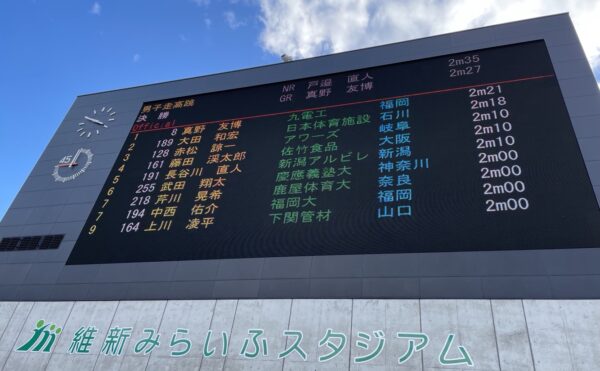 男子走高跳
NR 戸邉 直人 2m35
決勝
GR 真野 友博 2m27
Official
1 8 真野 友博 九電工 福岡 2m21
2 189 大田 和宏 日本体育施設 石川 2m18
3 128 赤松 諒一 アワーズ 岐阜 2m10
4 161 藤田 渓太郎 佐竹食品 大阪 2m10
5 191 長谷川 直人 新潟アルビレ 新潟 2m10
6 255 武田 翔太 慶應義塾大 神奈川 2m00
7 218 芹川 晃希 鹿屋体育大 奈良 2m00
7 194 中西 佑介 福岡大 福岡 2m00
9 164 上川 凌平 下関管材 山口 2m00
45
維新みらいふスタジアム